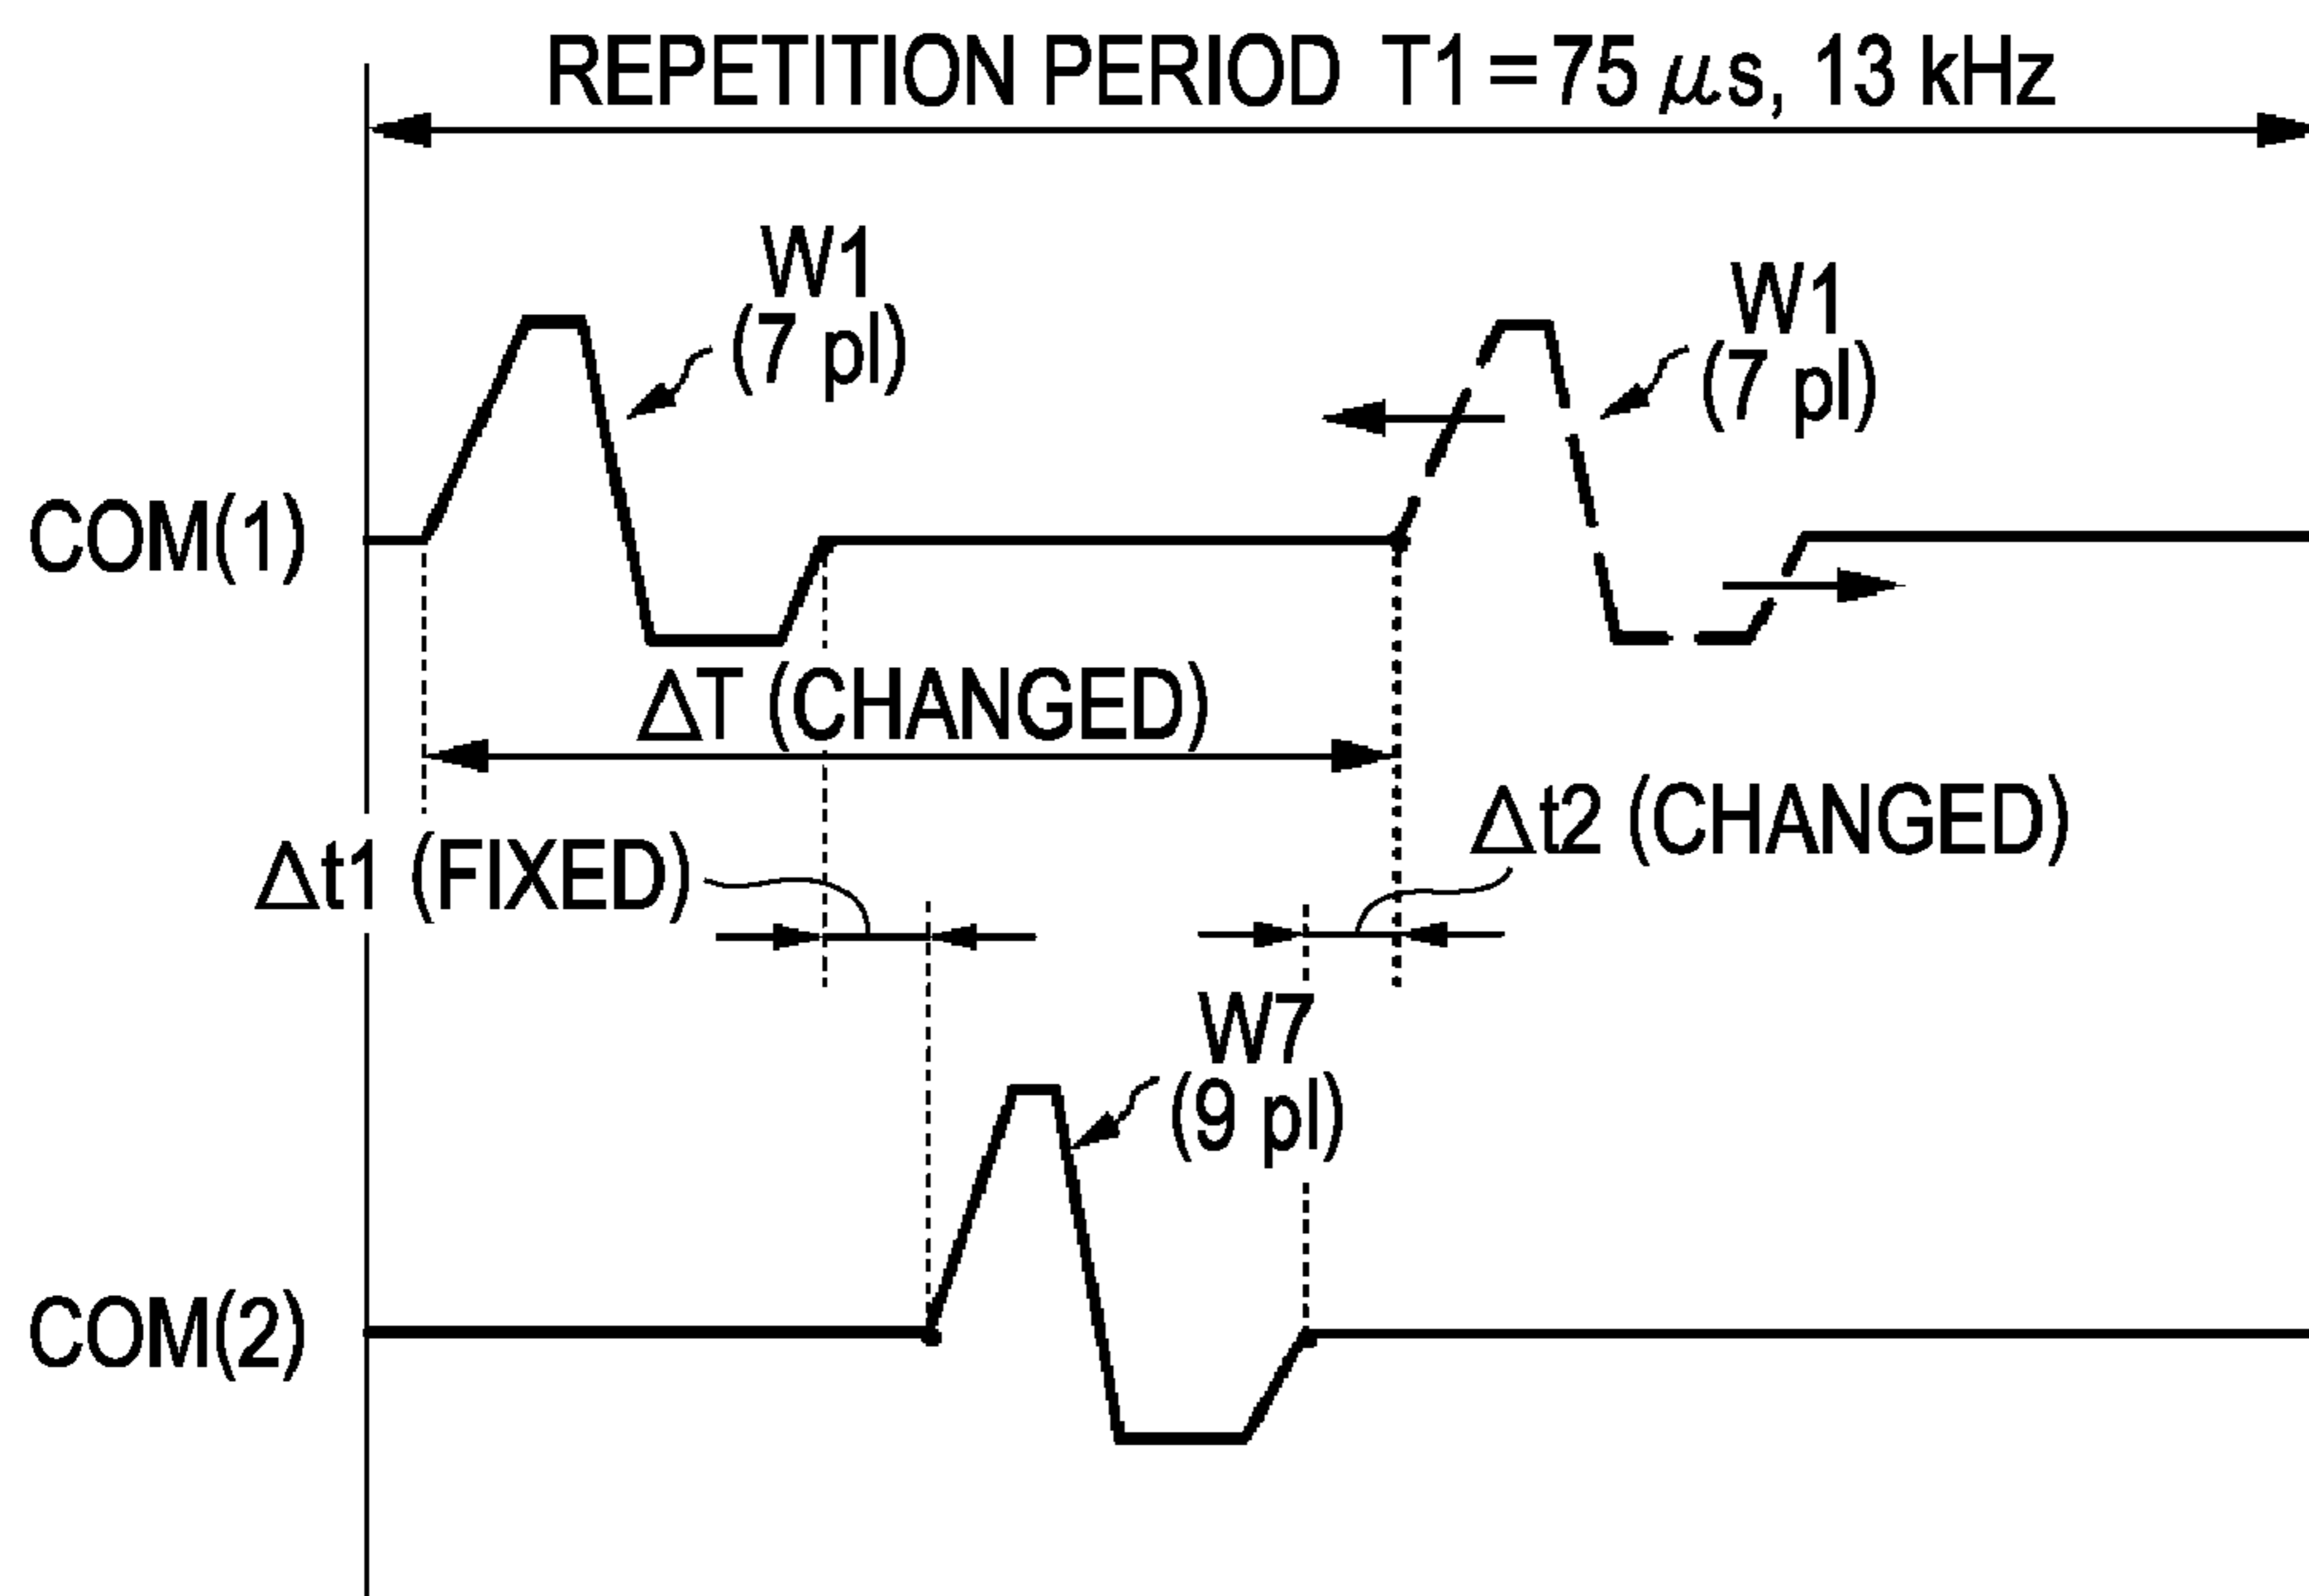 REPETITION PERIOD T1 = 75 μs, 13 kHz
W1
(7 pl)
W1
(7 pl)
COM(1)
ΔT (CHANGED)
Δt2 (CHANGED)
Δt1 (FIXED)
W7
(9 pl)
COM(2)